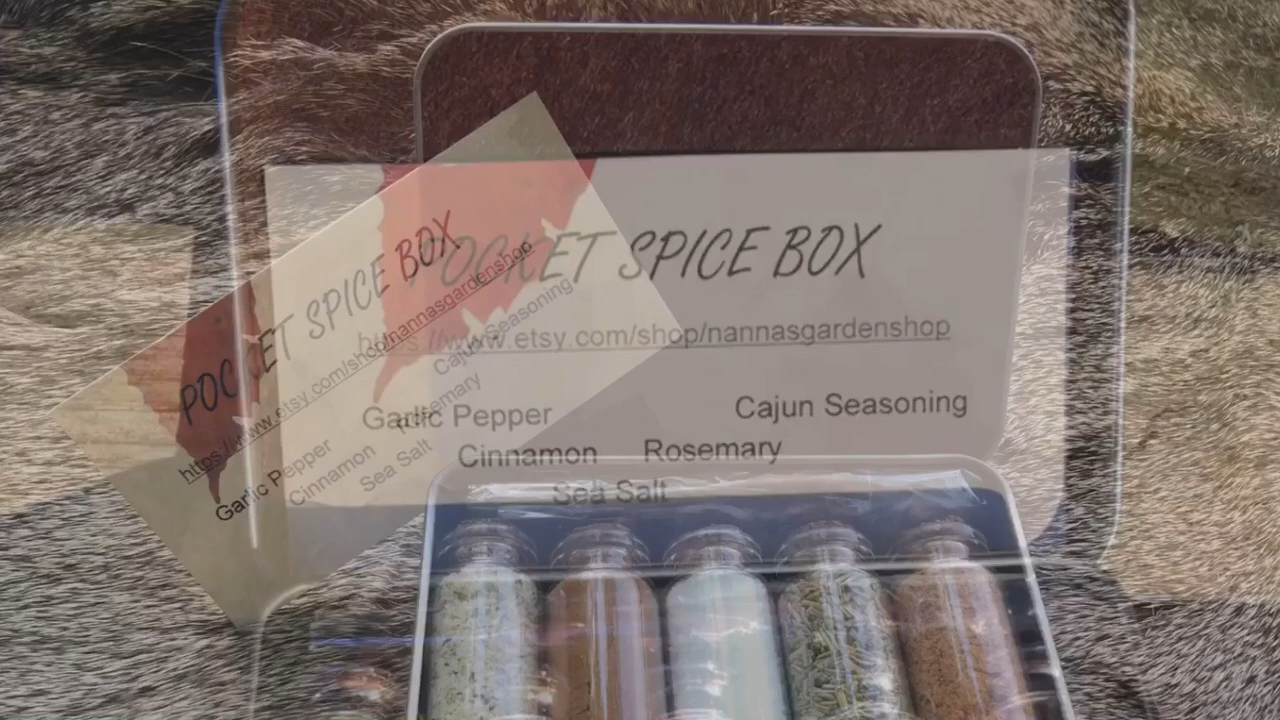 POCKET SPICE BOX
https://www.etsy.com/shop/nannasgardenshop
Garlic Pepper Cajun Seasoning
Cinnamon Rosemary
Sea Salt
POCKET SPICE BOX
https://www.etsy.com/shop/nannasgardenshop
Garlic Pepper Cajun Seasoning
Cinnamon Rosemary
Sea Salt